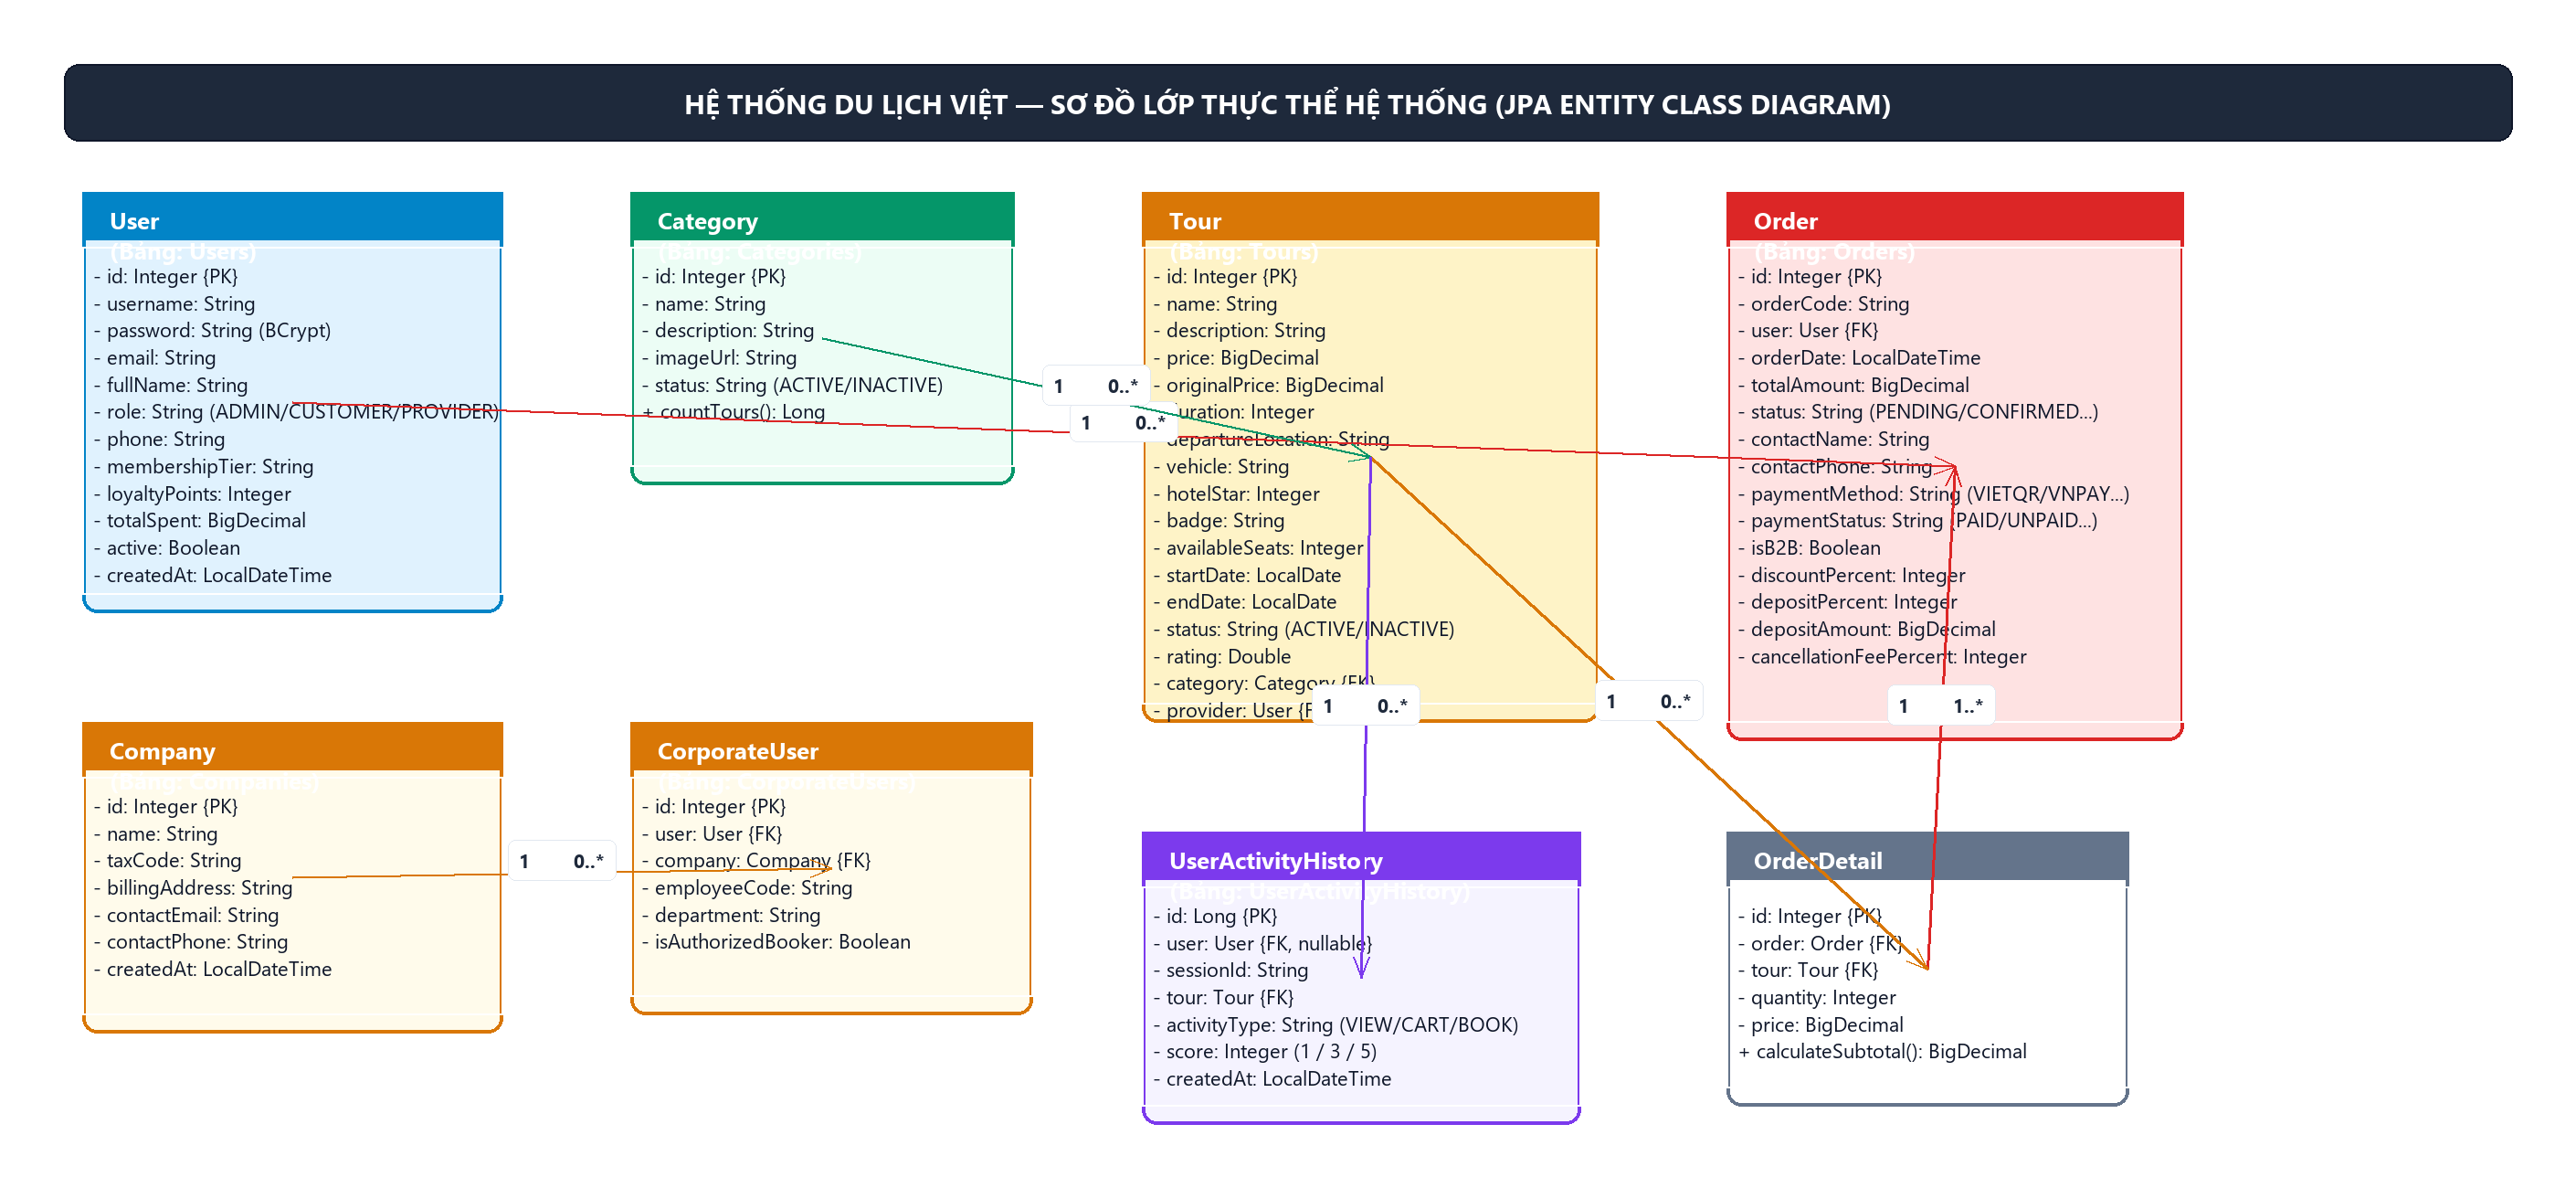 HỆ THỐNG DU LỊCH VIỆT — SƠ ĐỒ LỚP THỰC THỂ HỆ THỐNG (JPA ENTITY CLASS DIAGRAM)
User
(Bảng: Users)
- id: Integer {PK}
- username: String
- password: String (BCrypt)
- email: String
- fullName: String
- role: String (ADMIN/CUSTOMER/PROVIDER)
- phone: String
- membershipTier: String
- loyaltyPoints: Integer
- totalSpent: BigDecimal
- active: Boolean
- createdAt: LocalDateTime
Category
(Bảng: Categories)
- id: Integer {PK}
- name: String
- description: String
- imageUrl: String
- status: String (ACTIVE/INACTIVE)
+ countTours(): Long
1 0..*
1 0..*
Tour
(Bảng: Tours)
- id: Integer {PK}
- name: String
- description: String
- price: BigDecimal
- originalPrice: BigDecimal
duration: Integer
departureLocation: String
- vehicle: String
- hotelStar: Integer
- badge: String
- availableSeats: Integer
- startDate: LocalDate
- endDate: LocalDate
- status: String (ACTIVE/INACTIVE)
- rating: Double
- category: Category {FK}
- provider: User {F
1 0..*
1 0..*
Order
(Bảng: Orders)
- id: Integer {PK}
- orderCode: String
- user: User {FK}
- orderDate: LocalDateTime
- totalAmount: BigDecimal
- status: String (PENDING/CONFIRMED...)
- contactName: String
- contactPhone: String
- paymentMethod: String (VIETQR/VNPAY...)
- paymentStatus: String (PAID/UNPAID...)
- isB2B: Boolean
- discountPercent: Integer
- depositPercent: Integer
- depositAmount: BigDecimal
- cancellationFeePercent: Integer
1 1..*
Company
(Bảng: Companies)
- id: Integer {PK}
- name: String
- taxCode: String
- billingAddress: String
- contactEmail: String
- contactPhone: String
- createdAt: LocalDateTime
1 0..*
CorporateUser
(Bảng: CorporateUsers)
- id: Integer {PK}
- user: User {FK}
- company: Company {FK}
- employeeCode: String
- department: String
- isAuthorizedBooker: Boolean
UserActivityHistory
(Bảng: UserActivityHistory)
- id: Long {PK}
- user: User {FK, nullable}
- sessionId: String
- tour: Tour {FK}
- activityType: String (VIEW/CART/BOOK)
- score: Integer (1 / 3 / 5)
- createdAt: LocalDateTime
OrderDetail
- id: Integer {PK}
- order: Order {FK}
- tour: Tour {FK}
- quantity: Integer
- price: BigDecimal
+ calculateSubtotal(): BigDecimal